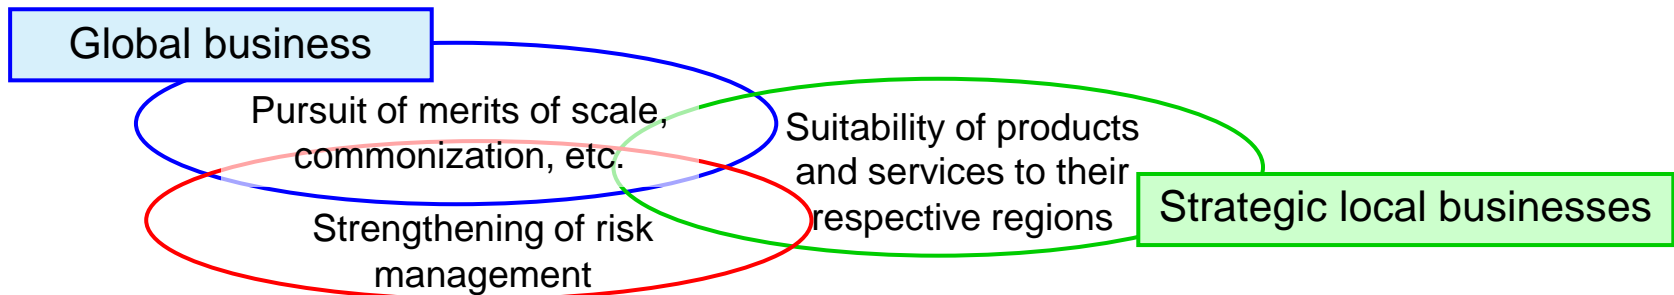 Global business
Pursuit of merits of scale,
commonization, etc.
Suitability of products
and services to their
respective regions
Strategic local businesses
Strengthening of risk
management